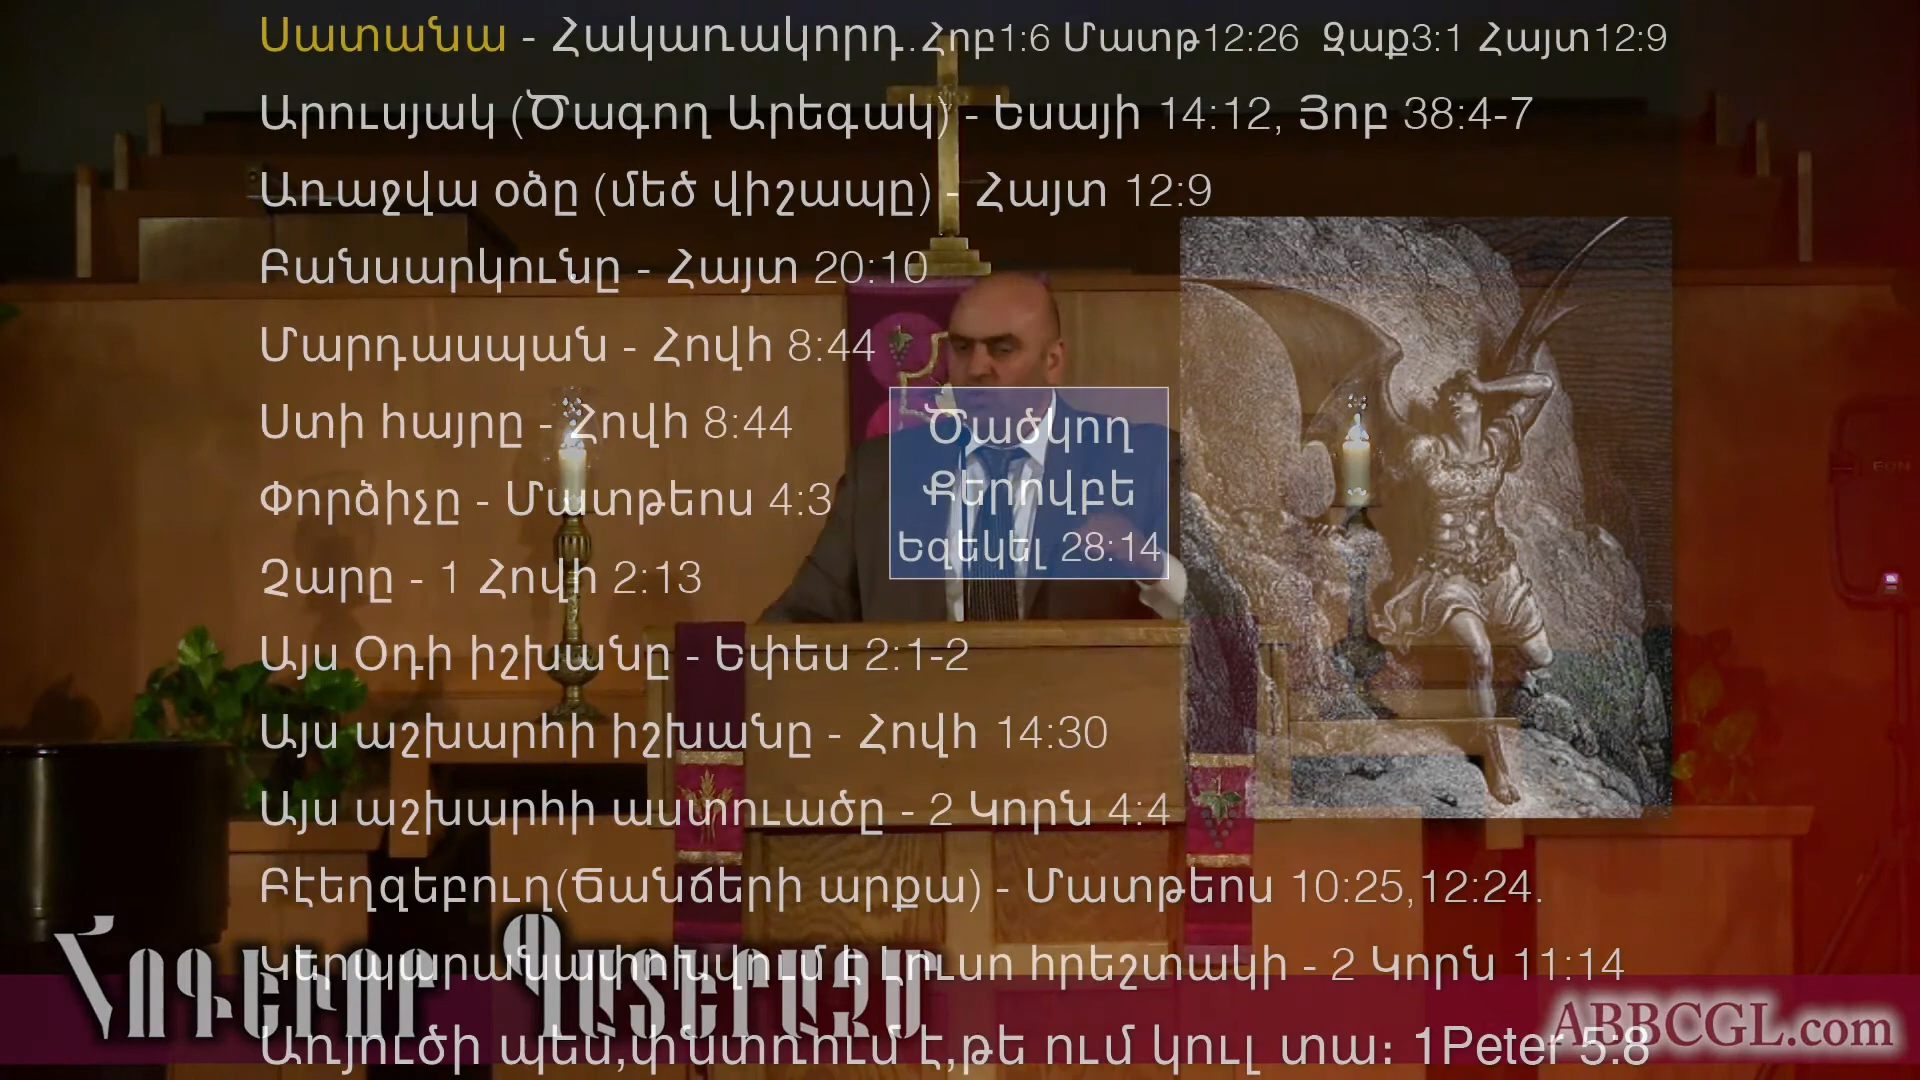 Սատանա - Հակառակորդ.Հոբ1:6 Մատթ12:26 Զաք3:1 Հայտ12:9
Արուսյակ (Ծագող Արեգակ) - Եսայի 14:12, Յոբ 38:4-7
Առաջվա օձը (մեծ վիշապը) - Հայտ 12:9
Բանսարկունը - Հայտ 20:10
Մարդասպան - Հովհ 8:44
Ստի հայրը - Հովհ 8:44
Փորձիչը - Մատթեոս 4:3
Չարը - 1 Հովհ 2:13
Այս Օդի իշխանը - Եփես 2:1-2
Այս աշխարհի իշխանը - Հովհ 14:30
Այս աշխարհի աստուածը - 2 Կորն 4:4
Բէեղզեբուղ(Ճանճերի արքա) - Մատթեոս 10:25,12:24.
Կերպարանափոխվում է Լուսո հրեշտակի - 2 Կորն 11:14
Առյուծի պես,փնտռում է,թե ում կուլ տա: 1Peter 5:8
Ծածկող
Քերովբե
Եզեկել 28:14
Հոգեւոր Պատերազմ
ABBCGL.com